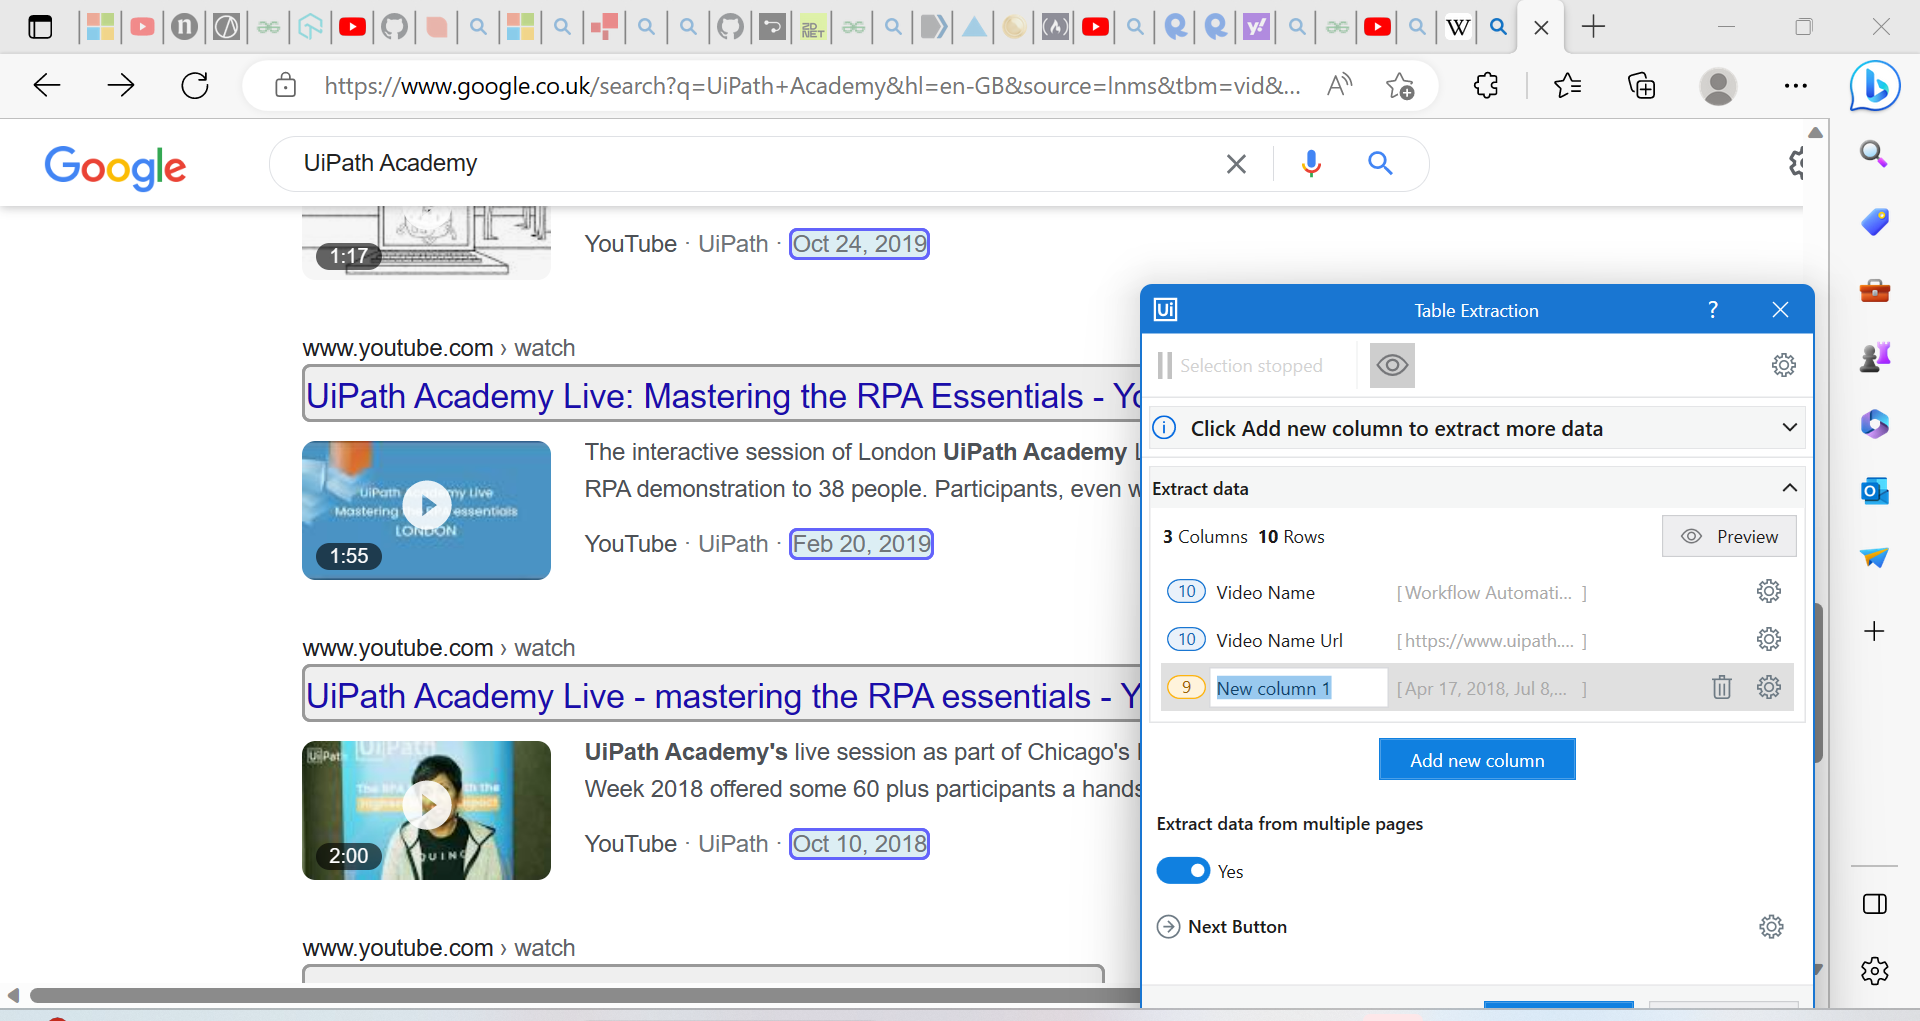 https://www.google.co.uk/search?q=UiPath+Academy&hl=en-GB&source=lnms&tbm=vid&...
Google
UiPath Academy
1:17
YouTube · UiPath · Oct 24, 2019
www.youtube.com › watch
UiPath Academy Live: Mastering the RPA Essentials - Yo
UiPath Academy Live
Mastering the RPA essentials
LONDON
1:55
The interactive session of London UiPath Academy L
RPA demonstration to 38 people. Participants, even w
YouTube · UiPath · Feb 20, 2019
www.youtube.com › watch
UiPath Academy Live - mastering the RPA essentials - Y
UiPath
2:00
UiPath Academy's live session as part of Chicago's
Week 2018 offered some 60 plus participants a hands
YouTube · UiPath · Oct 10, 2018
www.youtube.com › watch
Ui
Table Extraction
?
Selection stopped
Click Add new column to extract more data
Extract data
3 Columns 10 Rows
Preview
10 Video Name [ Workflow Automati... ]
10 Video Name Url [ https://www.uipath.... ]
9 New column 1 [ Apr 17, 2018, Jul 8,... ]
Add new column
Extract data from multiple pages
Yes
Next Button